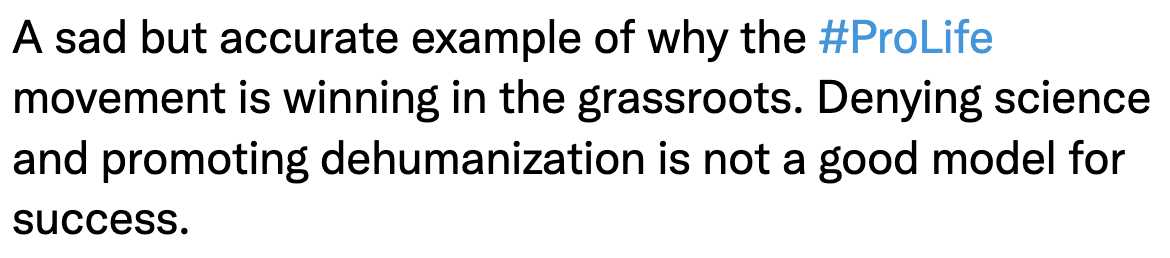 A sad but accurate example of why the #ProLife
movement is winning in the grassroots. Denying science
and promoting dehumanization is not a good model for
success.